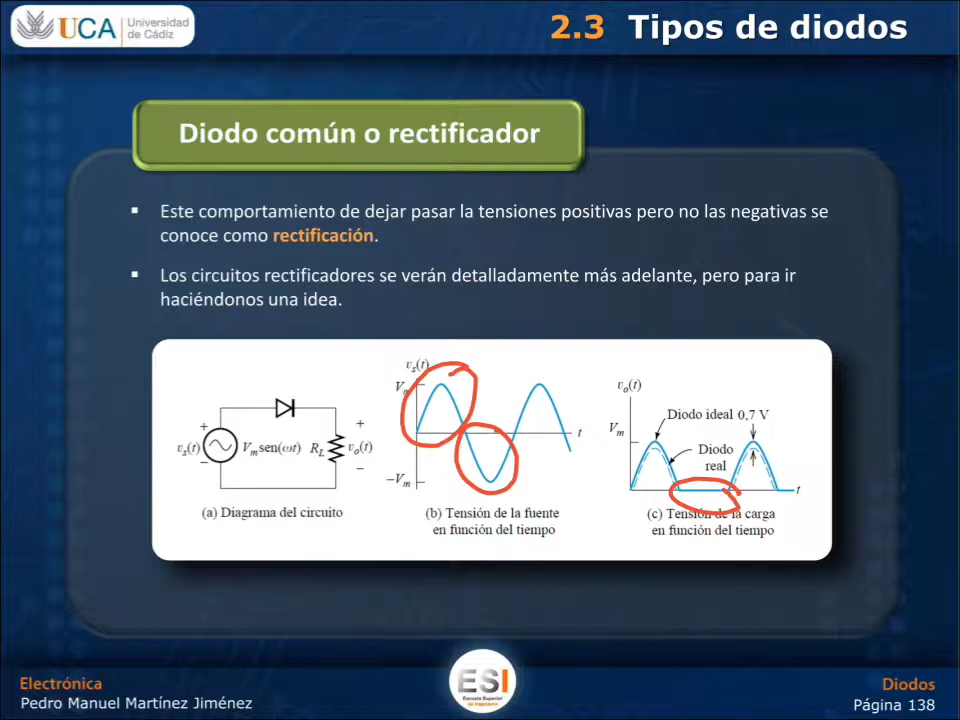 UCA
Universidad
de Cádiz
2.3 Tipos de diodos
Diodo común o rectificador
▪ Este comportamiento de dejar pasar la tensiones positivas pero no las negativas se
conoce como rectificación.
▪ Los circuitos rectificadores se verán detalladamente más adelante, pero para ir
haciéndonos una idea.
+
vs(t)
−
Vm sen(ωt)
RL
+
vo(t)
−
(a) Diagrama del circuito
vs(t)
Vm
−Vm
t
(b) Tensión de la fuente
en función del tiempo
vo(t)
Vm
Diodo ideal 0,7 V
Diodo
real
t
(c) Tensión de la carga
en función del tiempo
Electrónica
Pedro Manuel Martínez Jiménez
ESI
Escuela Superior
de Ingeniería
Diodos
Página 138